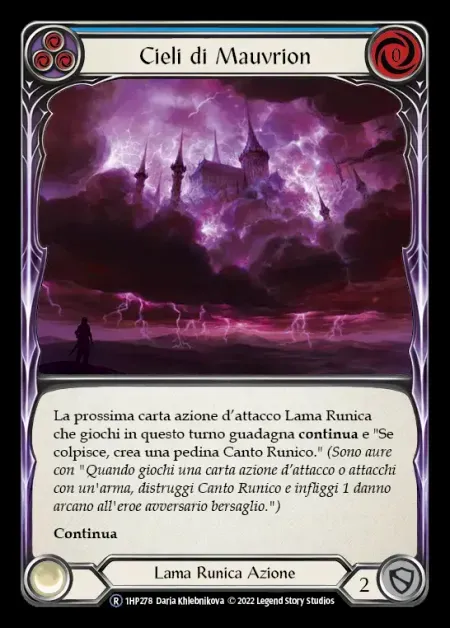 Cieli di Mauvrion
0
La prossima carta azione d'attacco Lama Runica
che giochi in questo turno guadagna continua e "Se
colpisce, crea una pedina Canto Runico." (Sono aure
con "Quando giochi una carta azione d'attacco o attacchi
con un'arma, distruggi Canto Runico e infliggi 1 danno
arcano all'eroe avversario bersaglio.")
Continua
Lama Runica Azione
2
R 1HP278 Daria Khlebnikova © 2022 Legend Story Studios